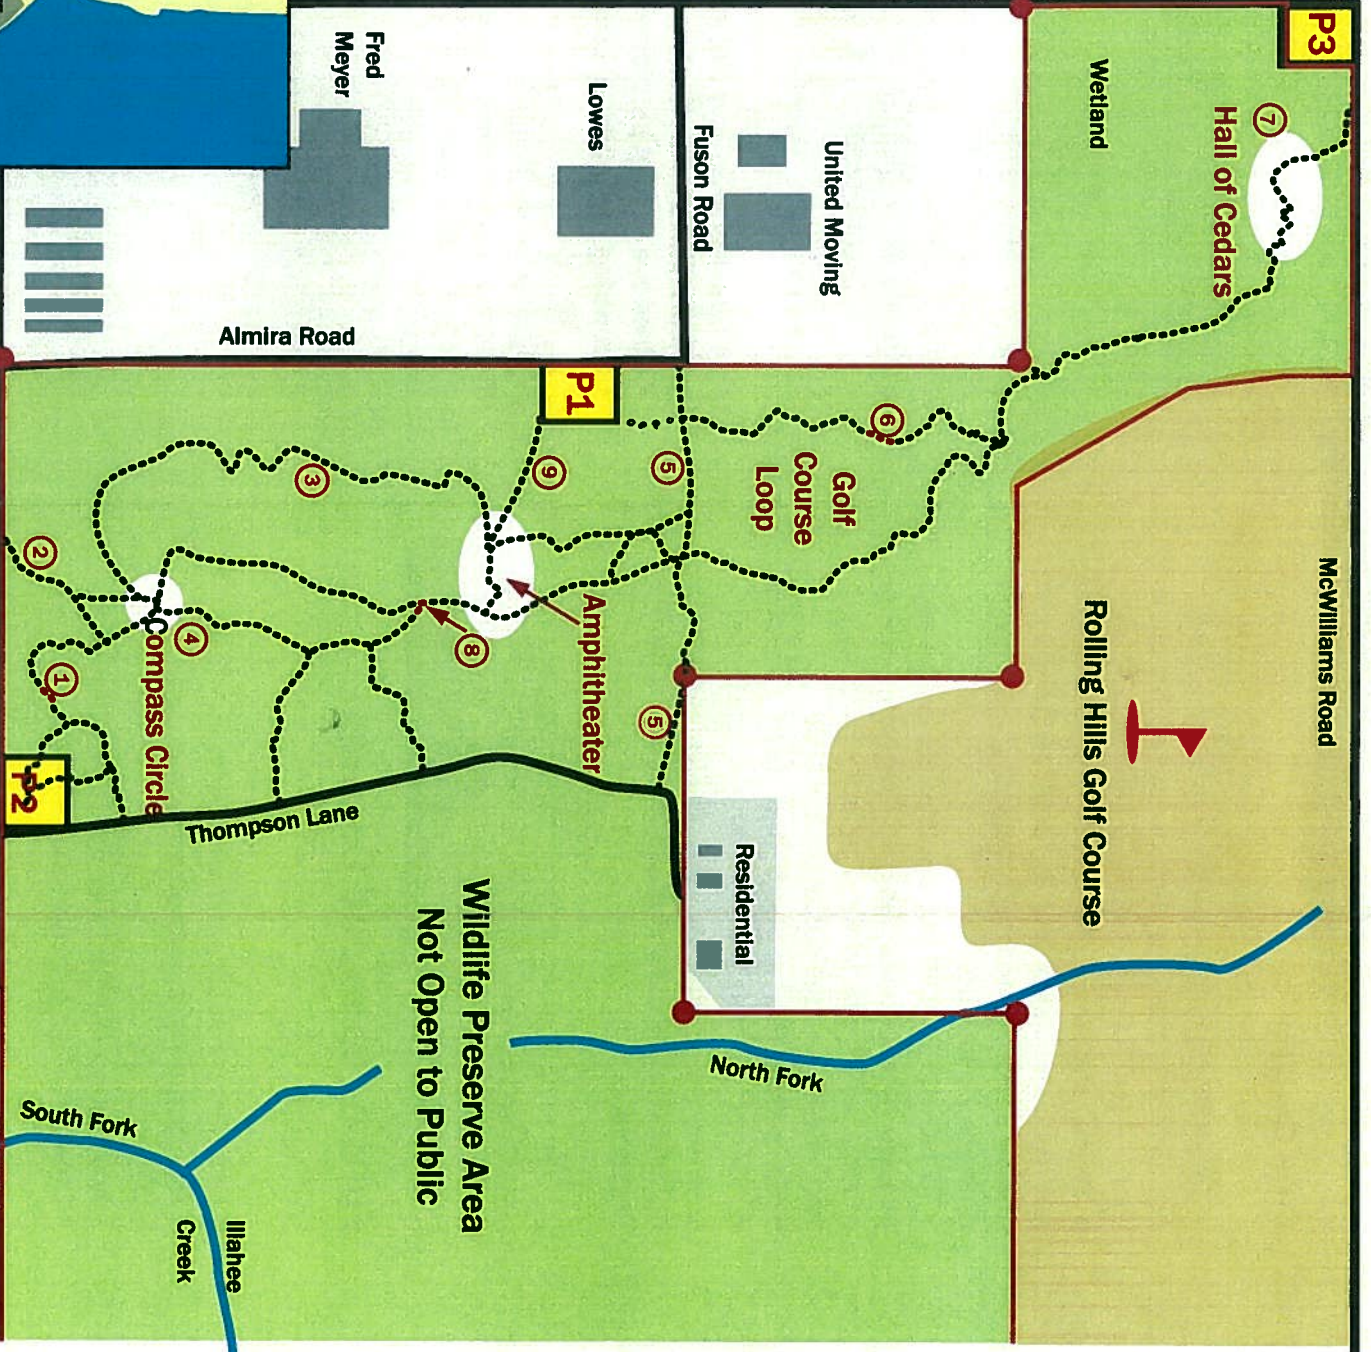 P3
McWilliams Road
7
Hall of Cedars
Wetland
Rolling Hills Golf Course
United Moving
Fuson Road
6
Golf
Course
Loop
Residential
North Fork
Lowes
P1
5
5
9
Amphitheater
Fred
Meyer
Almira Road
3
8
Wildlife Preserve Area
Not Open to Public
4
Compass Circle
Thompson Lane
2
1
P2
Illahee
Creek
South Fork